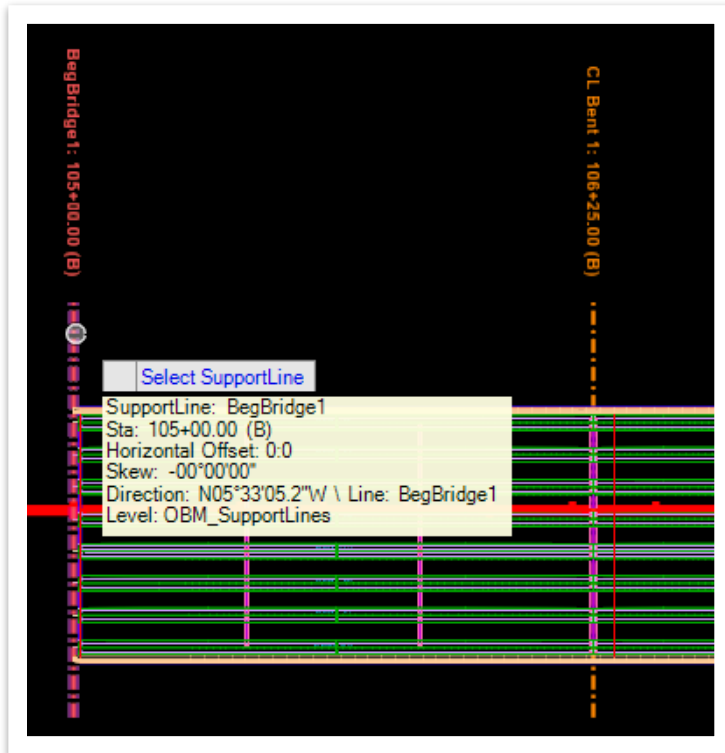 BegBridge1: 105+00.00 (B)
CL Bent 1: 106+25.00 (B)
Select SupportLine
SupportLine: BegBridge1
Sta: 105+00.00 (B)
Horizontal Offset: 0:0
Skew: -00°00'00"
Direction: N05°33'05.2"W \ Line: BegBridge1
Level: OBM_SupportLines